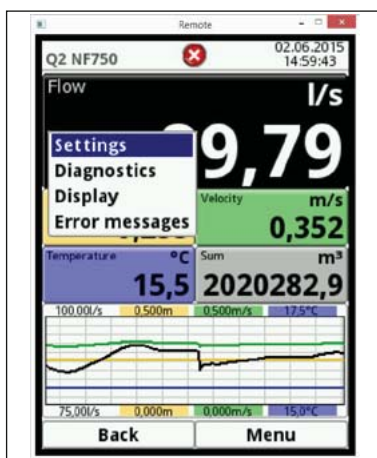 Remote
Q2 NF750
02.06.2015
14:59:43
Flow
l/s
9,79
Settings
Diagnostics
Display
Error messages
Velocity m/s
0,352
Temperature °C
15,5
Sum m³
2020282,9
100,00l/s 0,500m 0,500m/s 17,5°C
75,00l/s 0,000m 0,000m/s 15,0°C
Back Menu